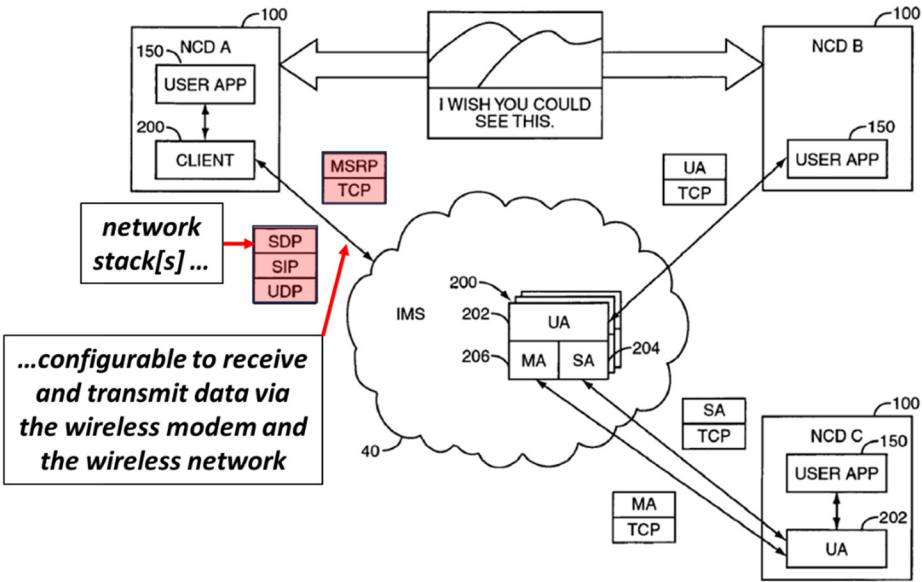 100
NCD A
150
USER APP
200
CLIENT
I WISH YOU COULD
SEE THIS.
100
NCD B
150
USER APP
MSRP
TCP
UA
TCP
network
stack[s] ...
SDP
SIP
UDP
...configurable to receive
and transmit data via
the wireless modem and
the wireless network
IMS
200
202
UA
206
MA
SA
204
40
SA
TCP
MA
TCP
100
NCD C
150
USER APP
202
UA